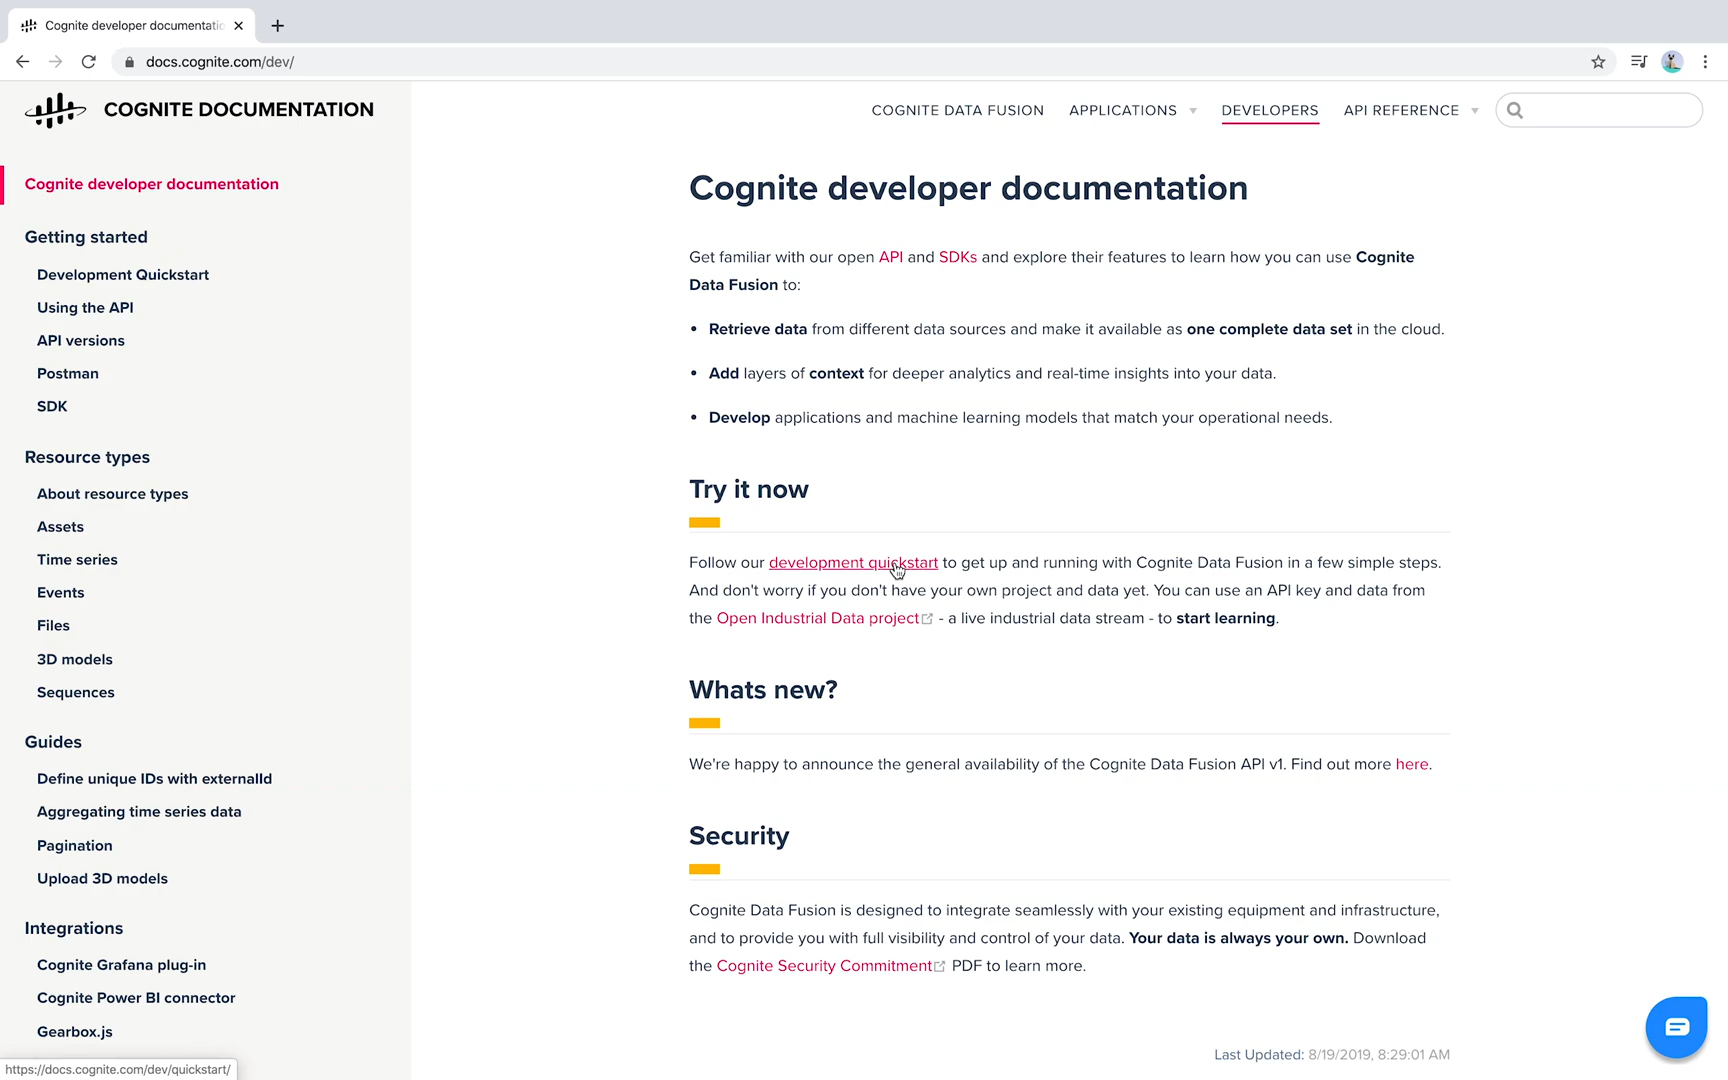 Cognite developer documentatic
docs.cognite.com/dev/
COGNITE DOCUMENTATION
COGNITE DATA FUSION
APPLICATIONS
DEVELOPERS
API REFERENCE
Cognite developer documentation
Getting started
Development Quickstart
Using the API
API versions
Postman
SDK
Resource types
About resource types
Assets
Time series
Events
Files
3D models
Sequences
Guides
Define unique IDs with externalId
Aggregating time series data
Pagination
Upload 3D models
Integrations
Cognite Grafana plug-in
Cognite Power BI connector
Gearbox.js
https://docs.cognite.com/dev/quickstart/
Cognite developer documentation
Get familiar with our open API and SDKs and explore their features to learn how you can use Cognite
Data Fusion to:
• Retrieve data from different data sources and make it available as one complete data set in the cloud.
• Add layers of context for deeper analytics and real-time insights into your data.
• Develop applications and machine learning models that match your operational needs.
Try it now
Follow our development quickstart to get up and running with Cognite Data Fusion in a few simple steps.
And don't worry if you don't have your own project and data yet. You can use an API key and data from
the Open Industrial Data project - a live industrial data stream - to start learning.
Whats new?
We're happy to announce the general availability of the Cognite Data Fusion API v1. Find out more here.
Security
Cognite Data Fusion is designed to integrate seamlessly with your existing equipment and infrastructure,
and to provide you with full visibility and control of your data. Your data is always your own. Download
the Cognite Security Commitment PDF to learn more.
Last Updated: 8/19/2019, 8:29:01 AM